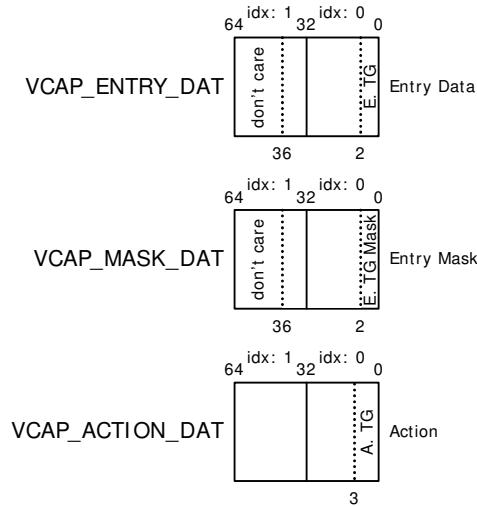 idx: 1 idx: 0
64 32 0
VCAP_ENTRY_DAT don't care E. TG Entry Data
36 2
idx: 1 idx: 0
64 32 0
VCAP_MASK_DAT don't care E. TG Mask Entry Mask
36 2
idx: 1 idx: 0
64 32 0
VCAP_ACTION_DAT A. TG Action
3